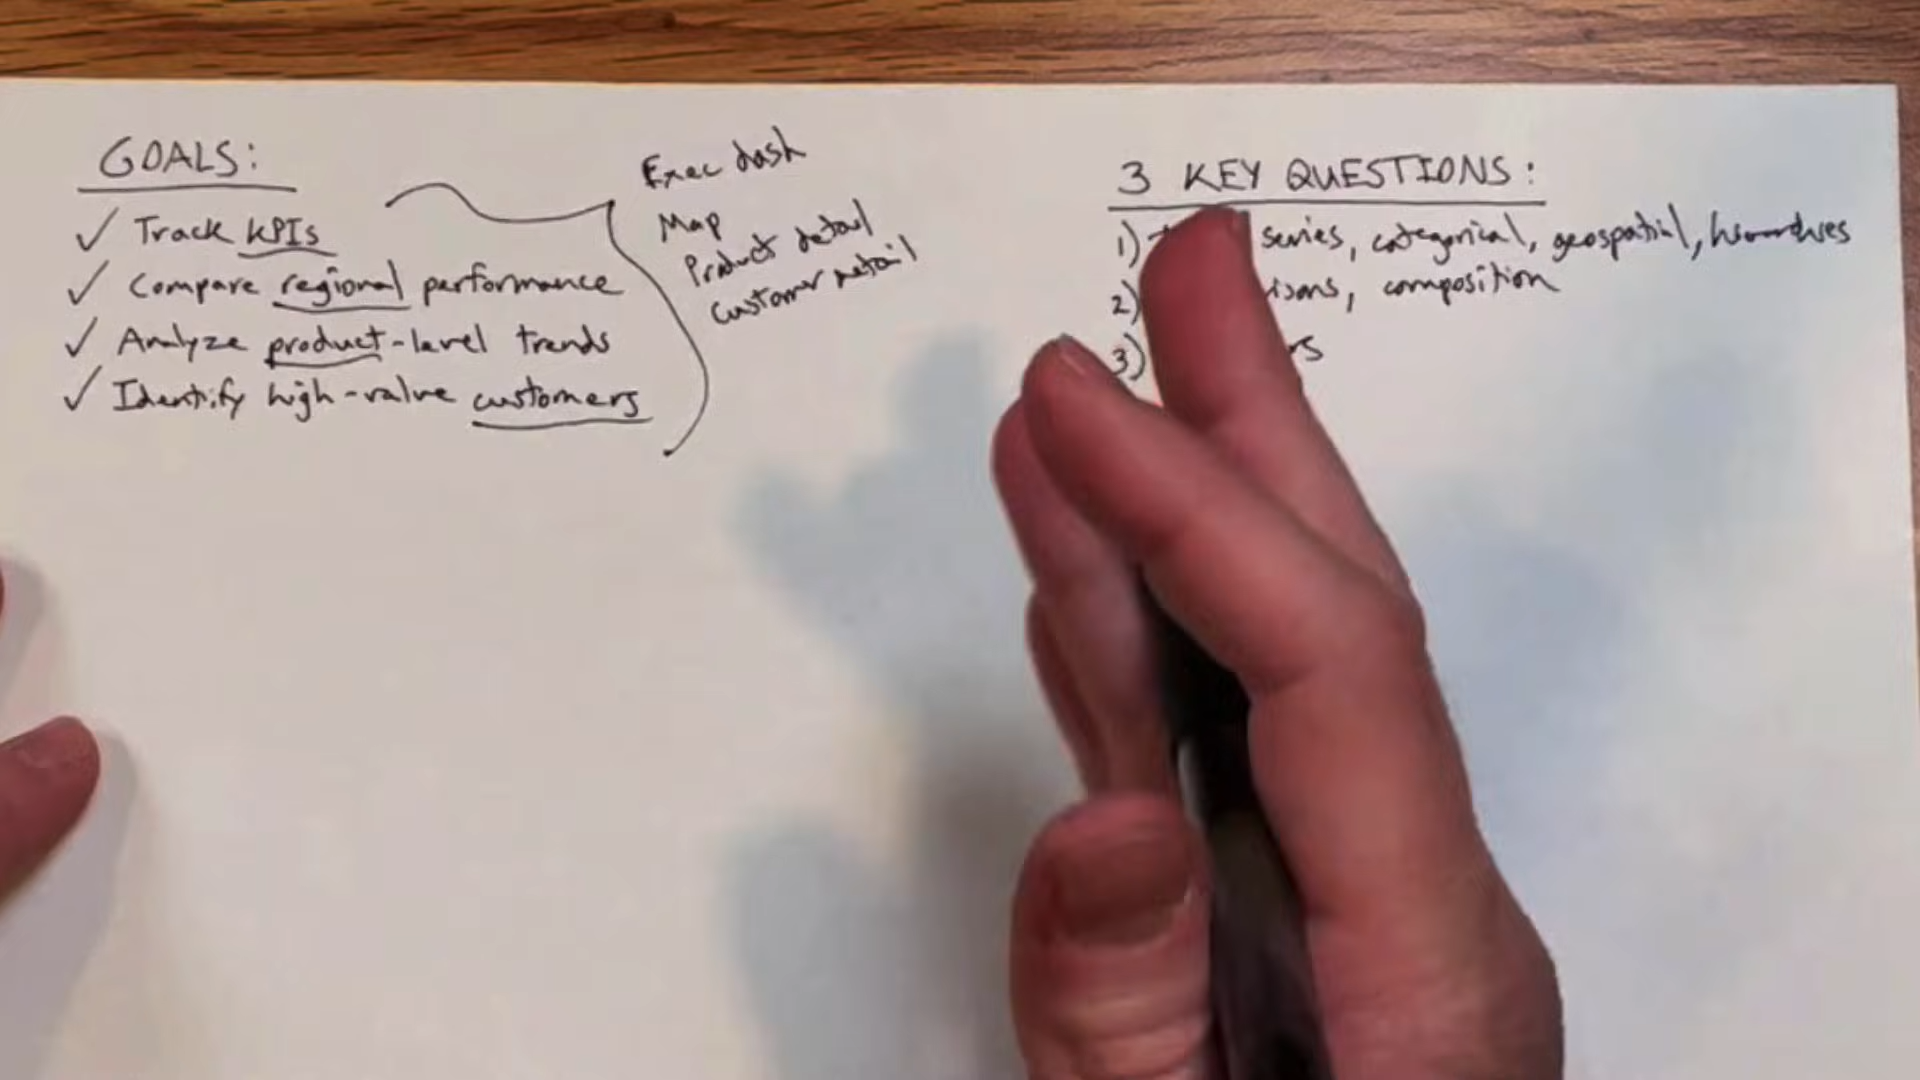 GOALS:
✓ Track KPIs
✓ Compare regional performance
✓ Analyze product-level trends
✓ Identify high-value customers
Exec dash
Map
Product detail
Customer detail
3 KEY QUESTIONS:
1) series, categorical, geospatial, hierarchies
2) composition
3)